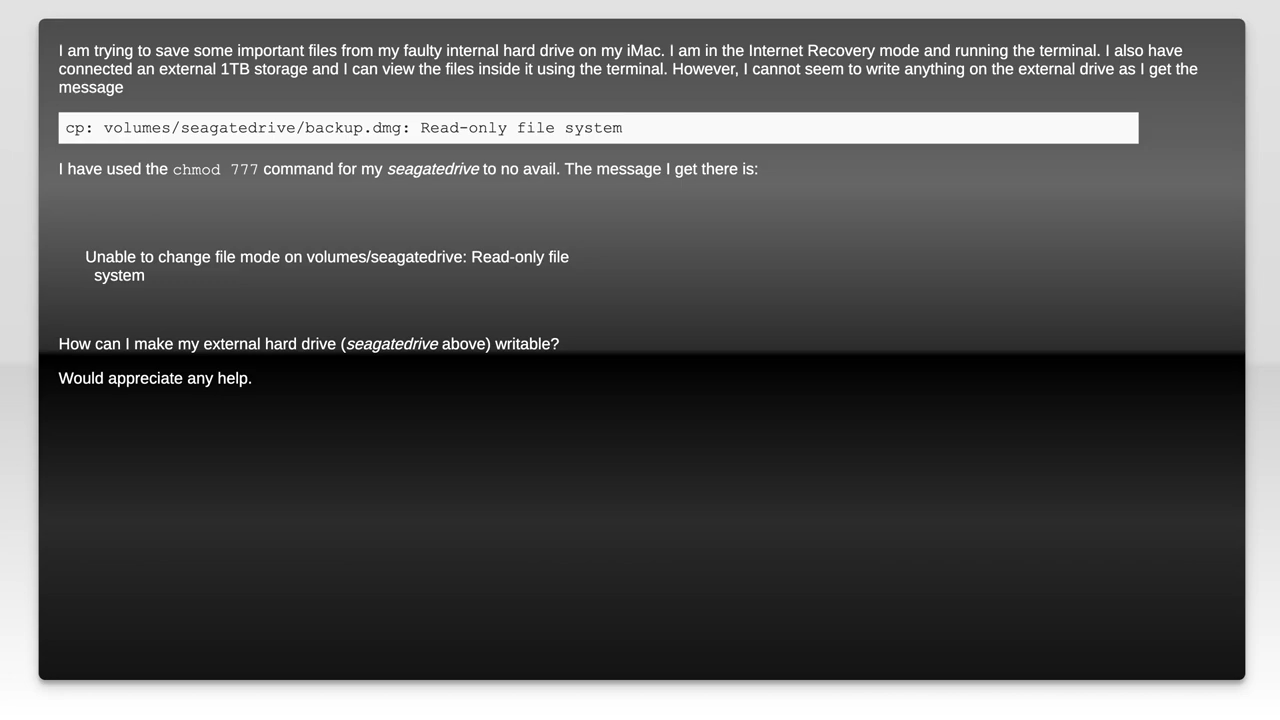 I am trying to save some important files from my faulty internal hard drive on my iMac. I am in the Internet Recovery mode and running the terminal. I also have
connected an external 1TB storage and I can view the files inside it using the terminal. However, I cannot seem to write anything on the external drive as I get the
message
cp: volumes/seagatedrive/backup.dmg: Read-only file system
I have used the chmod 777 command for my seagatedrive to no avail. The message I get there is:
Unable to change file mode on volumes/seagatedrive: Read-only file
system
How can I make my external hard drive (seagatedrive above) writable?
Would appreciate any help.